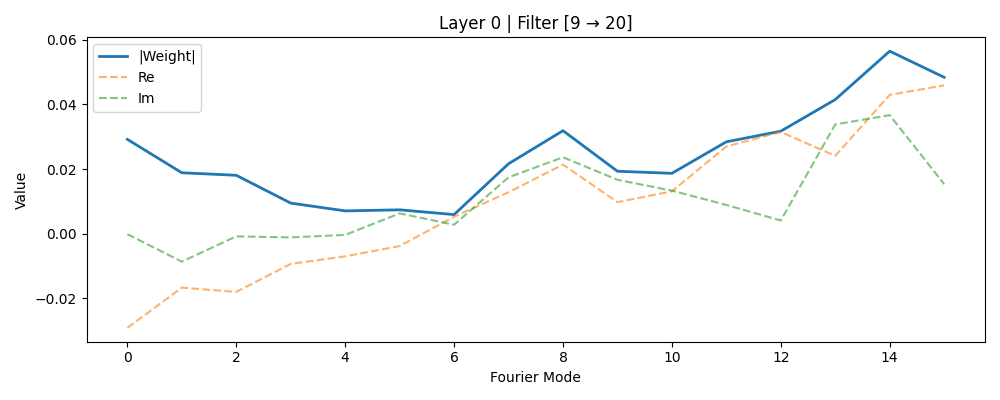 Layer 0 | Filter [9 → 20]
|Weight|
Re
Im
Value
0.06
0.04
0.02
0.00
−0.02
0 2 4 6 8 10 12 14
Fourier Mode